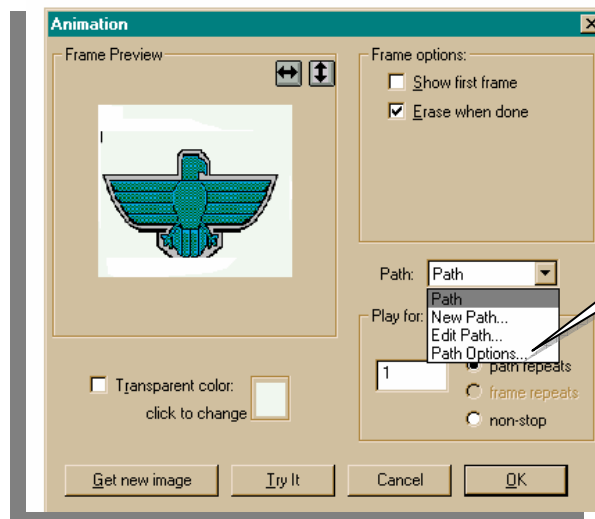 Animation
Frame Preview
Frame options:
Show first frame
Erase when done
Path: Path
Path
New Path...
Edit Path...
Path Options...
Play for:
1
path repeats
frame repeats
non-stop
Transparent color:
click to change
Get new image
Try It
Cancel
OK